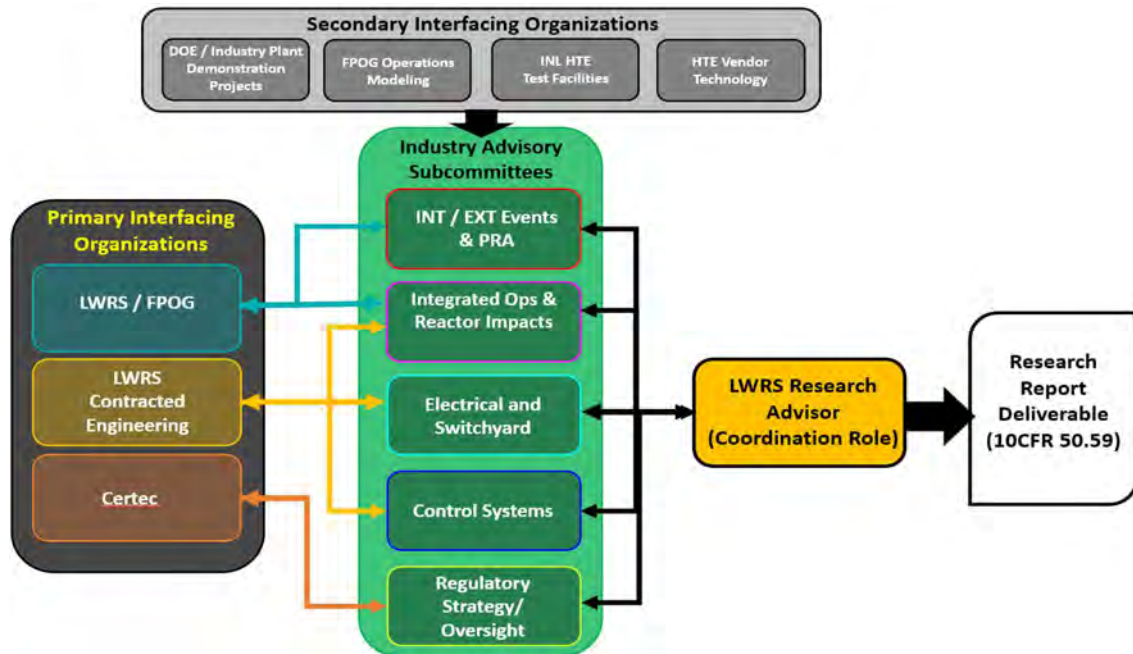 Secondary Interfacing Organizations
DOE / Industry Plant
Demonstration
Projects
FPOG Operations
Modeling
INL HTE
Test Facilities
HTE Vendor
Technology
Industry Advisory
Subcommittees
INT / EXT Events
& PRA
Integrated Ops &
Reactor Impacts
Electrical and
Switchyard
Control Systems
Regulatory
Strategy/
Oversight
Primary Interfacing
Organizations
LWRS / FPOG
LWRS
Contracted
Engineering
Certec
LWRS Research
Advisor
(Coordination Role)
Research
Report
Deliverable
(10CFR 50.59)